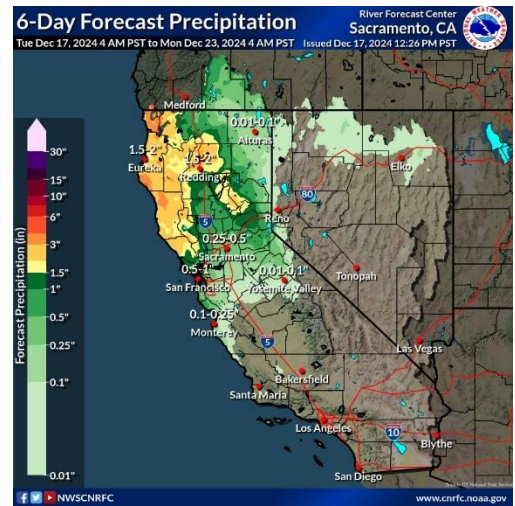 6-Day Forecast Precipitation
River Forecast Center
Sacramento, CA
Tue Dec 17, 2024 4 AM PST to Mon Dec 23, 2024 4 AM PST
Issued Dec 17, 2024 12:26 PM PST
Medford
0.01-0.1"
Alturas
1.5-2"
Eureka
1.5-2"
Redding
Elko
80
Reno
5
0.25-0.5"
Sacramento
0.5-1"
San Francisco
0.01-0.1"
Yosemite Valley
Tonopah
0.1-0.25"
Monterey
5
Las Vegas
Bakersfield
Santa Maria
Los Angeles
10
Blythe
San Diego
Forecast Precipitation (in)
30"
15"
10"
6"
3"
1.5"
1"
0.5"
0.25"
0.1"
0.01"
NWSCNRFC
www.cnrfc.noaa.gov